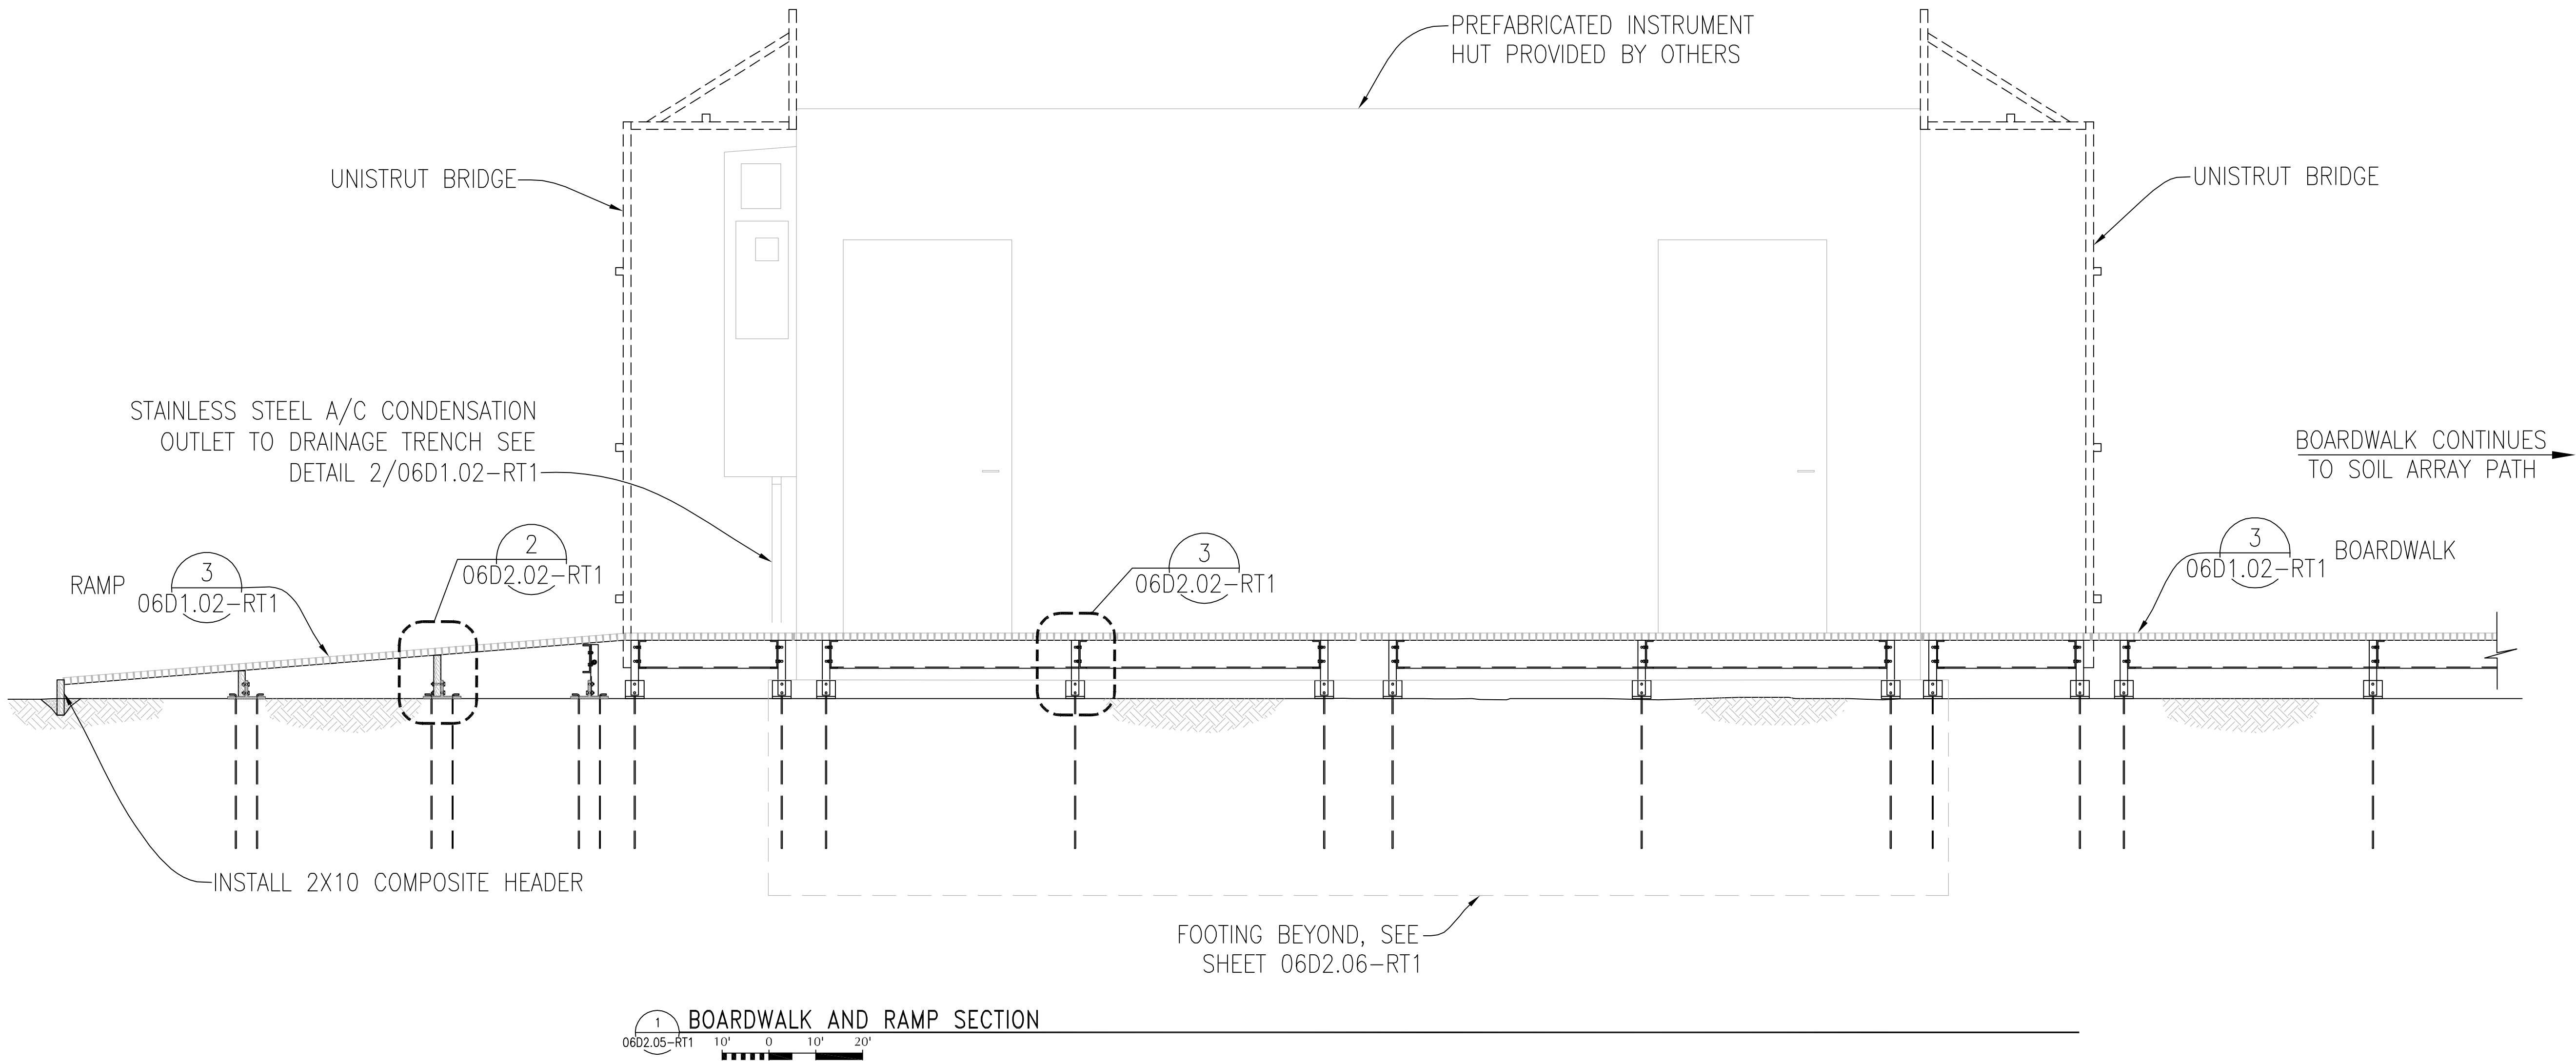 PREFABRICATED INSTRUMENT
HUT PROVIDED BY OTHERS
UNISTRUT BRIDGE
UNISTRUT BRIDGE
STAINLESS STEEL A/C CONDENSATION
OUTLET TO DRAINAGE TRENCH SEE
DETAIL 2/06D1.02-RT1
BOARDWALK CONTINUES
TO SOIL ARRAY PATH
RAMP
3
06D1.02-RT1
2
06D2.02-RT1
3
06D2.02-RT1
3
06D1.02-RT1
BOARDWALK
INSTALL 2X10 COMPOSITE HEADER
FOOTING BEYOND, SEE
SHEET 06D2.06-RT1
1
06D2.05-RT1
BOARDWALK AND RAMP SECTION
10' 0 10' 20'